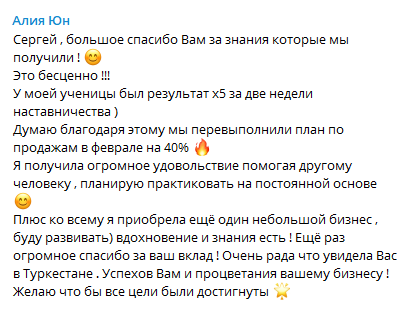 Алия Юн
Сергей , большое спасибо Вам за знания которые мы
получили ! 😊
Это бесценно !!!
У моей ученицы был результат х5 за две недели
наставничества )
Думаю благодаря этому мы перевыполнили план по
продажам в феврале на 40% 🔥
Я получила огромное удовольствие помогая другому
человеку , планирую практиковать на постоянной основе
😊
Плюс ко всему я приобрела ещё один небольшой бизнес ,
буду развивать) вдохновение и знания есть ! Ещё раз
огромное спасибо за ваш вклад ! Очень рада что увидела Вас
в Туркестане . Успехов Вам и процветания вашему бизнесу !
Желаю что бы все цели были достигнуты 🌟